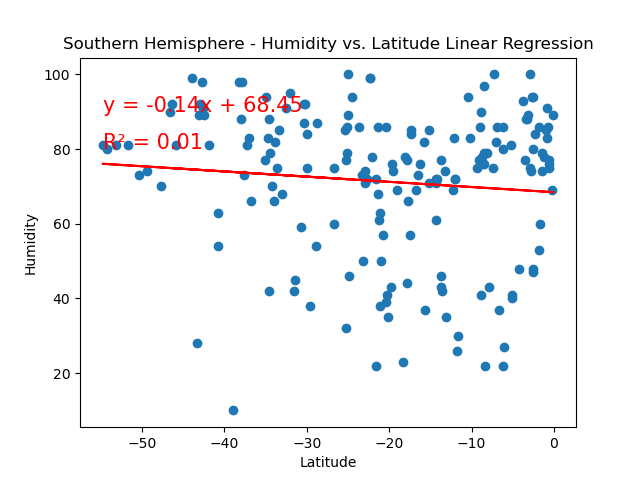 Southern Hemisphere - Humidity vs. Latitude Linear Regression
100
y = -0.14x + 68.45
R² = 0.01
80
60
40
20
Humidity
−50 −40 −30 −20 −10 0
Latitude